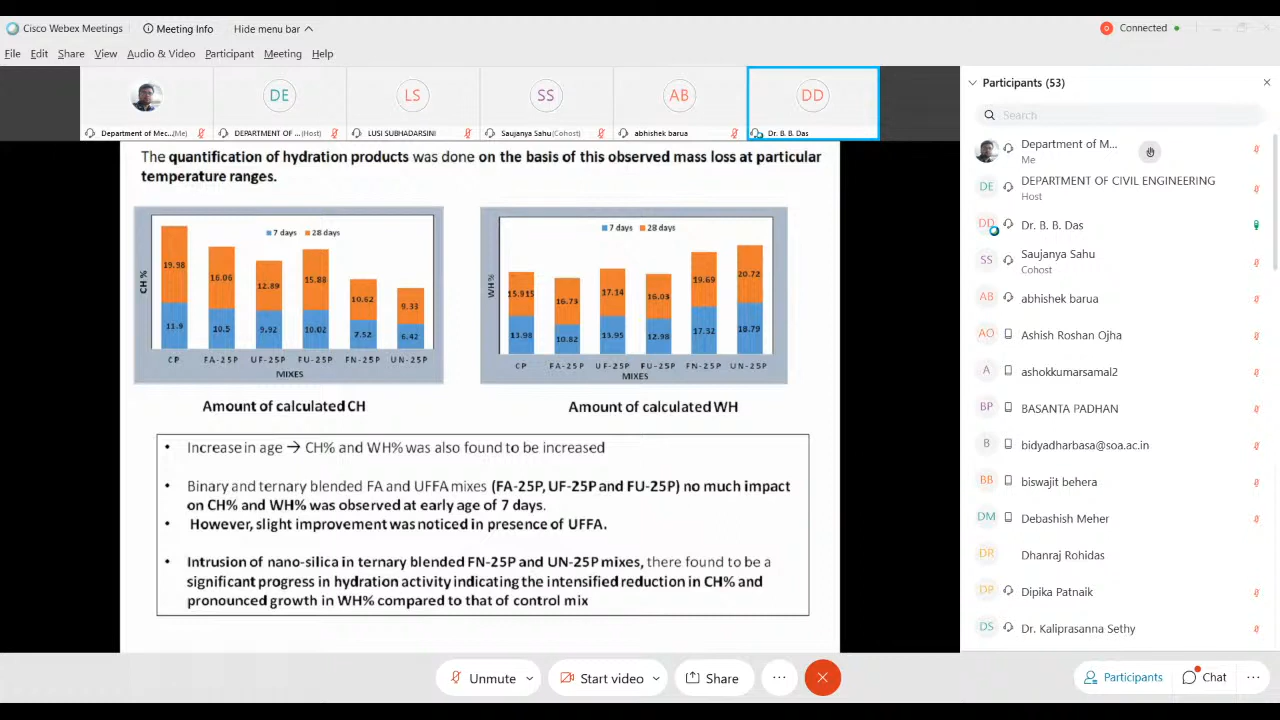 Cisco Webex Meetings
Meeting Info
Hide menu bar
Connected
File Edit Share View Audio & Video Participant Meeting Help
DE
LS
SS
AB
DD
Department of Mec...(Me)
DEPARTMENT OF ...(Host)
LUSI SUBHADARSINI
Saujanya Sahu(Cohost)
abhishek barua
Dr. B. B. Das
The quantification of hydration products was done on the basis of this observed mass loss at particular
temperature ranges.
7 days 28 days
CH %
19.98 16.06 12.89 15.88 10.62 9.33
11.9 10.5 9.92 10.02 7.52 6.42
CP FA-25P UF-25P FU-25P FN-25P UN-25P
MIXES
Amount of calculated CH
7 days 28 days
WH%
15.915 16.73 17.14 16.03 19.69 20.72
13.98 10.82 13.95 12.98 17.32 18.79
CP FA-25P UF-25P FU-25P FN-25P UN-25P
MIXES
Amount of calculated WH
• Increase in age → CH% and WH% was also found to be increased
• Binary and ternary blended FA and UFFA mixes (FA-25P, UF-25P and FU-25P) no much impact
on CH% and WH% was observed at early age of 7 days.
• However, slight improvement was noticed in presence of UFFA.
• Intrusion of nano-silica in ternary blended FN-25P and UN-25P mixes, there found to be a
significant progress in hydration activity indicating the intensified reduction in CH% and
pronounced growth in WH% compared to that of control mix
Participants (53)
Search
Department of M...
Me
DE
DEPARTMENT OF CIVIL ENGINEERING
Host
DD
Dr. B. B. Das
SS
Saujanya Sahu
Cohost
AB
abhishek barua
AO
Ashish Roshan Ojha
A
ashokkumarsamal2
BP
BASANTA PADHAN
B
bidyadharbasa@soa.ac.in
BB
biswajit behera
DM
Debashish Meher
DR
Dhanraj Rohidas
DP
Dipika Patnaik
DS
Dr. Kaliprasanna Sethy
Unmute
Start video
Share
Participants
Chat